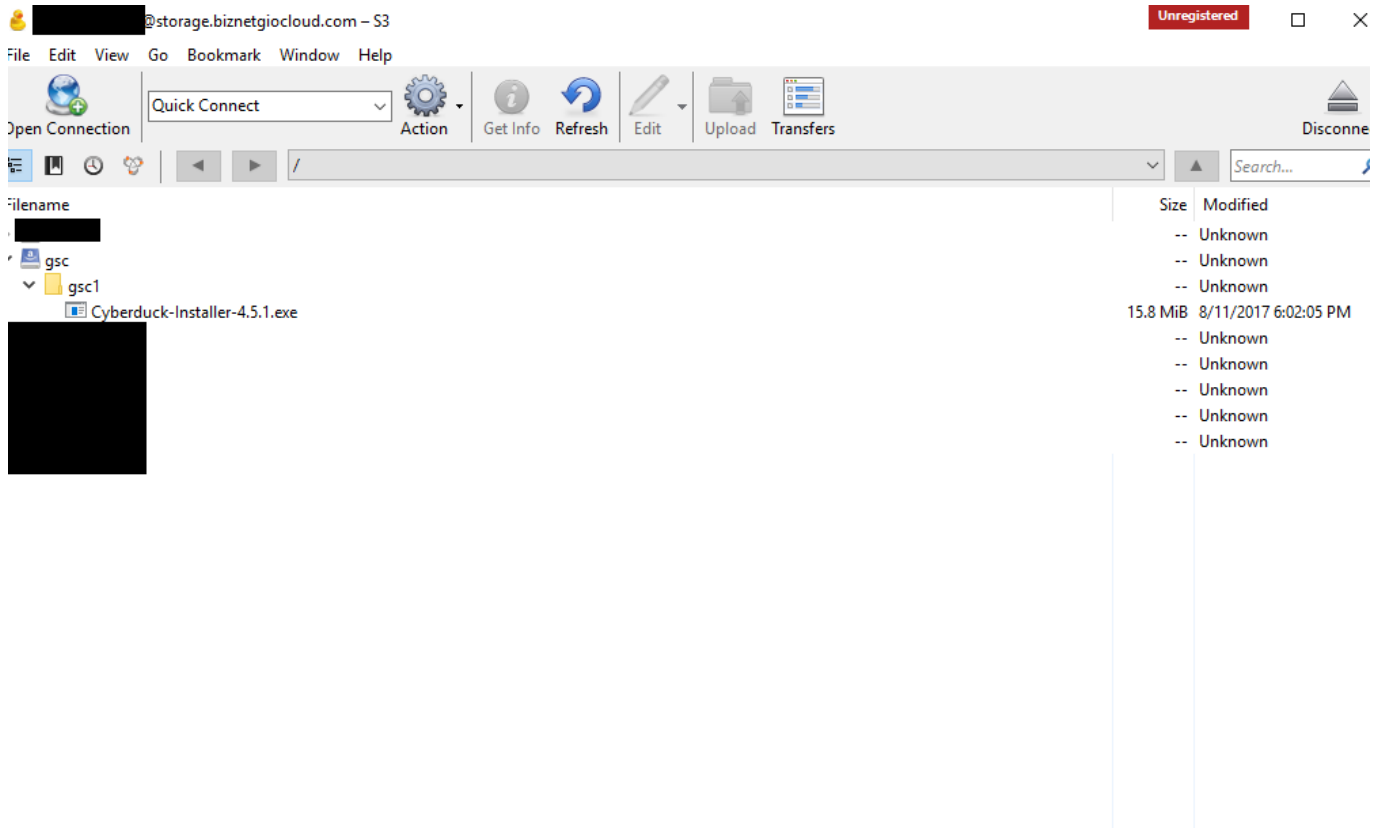 @storage.biznetgiocloud.com – S3 Unregistered
File Edit View Go Bookmark Window Help
Quick Connect
Open Connection Action Get Info Refresh Edit Upload Transfers Disconne
/ Search...
Filename Size Modified
-- Unknown
gsc -- Unknown
gsc1 -- Unknown
Cyberduck-Installer-4.5.1.exe 15.8 MiB 8/11/2017 6:02:05 PM
-- Unknown
-- Unknown
-- Unknown
-- Unknown
-- Unknown